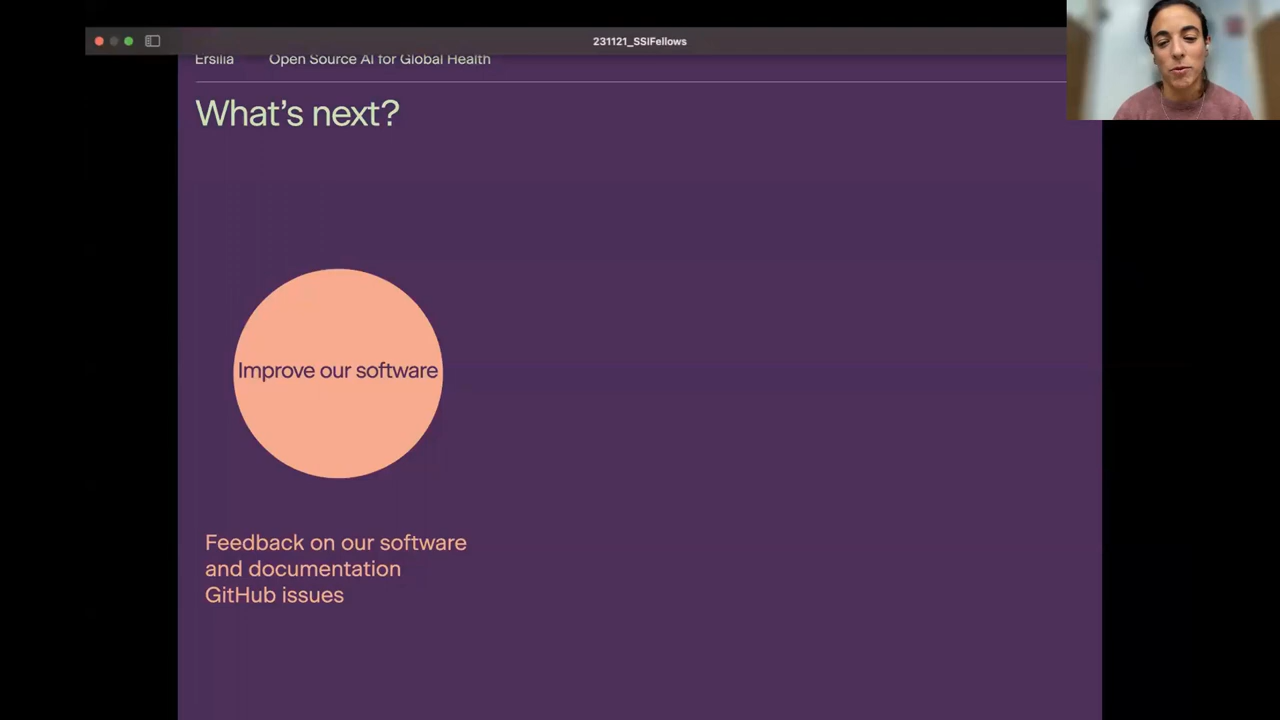 231121_SSIFellows
Ersilia Open Source AI for Global Health
What's next?
Improve our software
Feedback on our software
and documentation
GitHub issues